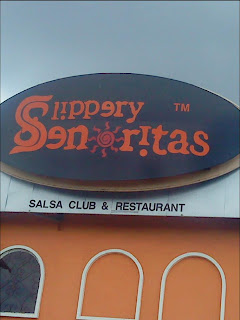 Slippery TM
Señoritas
SALSA CLUB & RESTAURANT